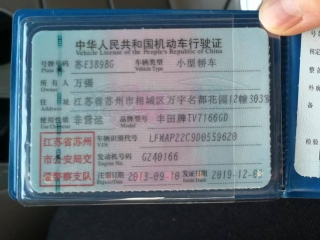 中华人民共和国机动车行驶证
Vehicle License of the People's Republic of China
号牌号码 苏E3898G 车辆类型 小型轿车
Plate No. Vehicle Type
所有人 万强
Owner
住址 江苏省苏州市相城区万宇名都花园12幢303室
Address
使用性质 非营运 品牌型号 丰田牌TV7166GD
Use Character Model
车辆识别代号 LFMAP22C9D0559620
VIN
发动机号码 G240166
Engine No.
注册日期 2013-09-18 发证日期 2019-12-03
Register Date Issue Date
江苏省苏州
市公安局交
警支队